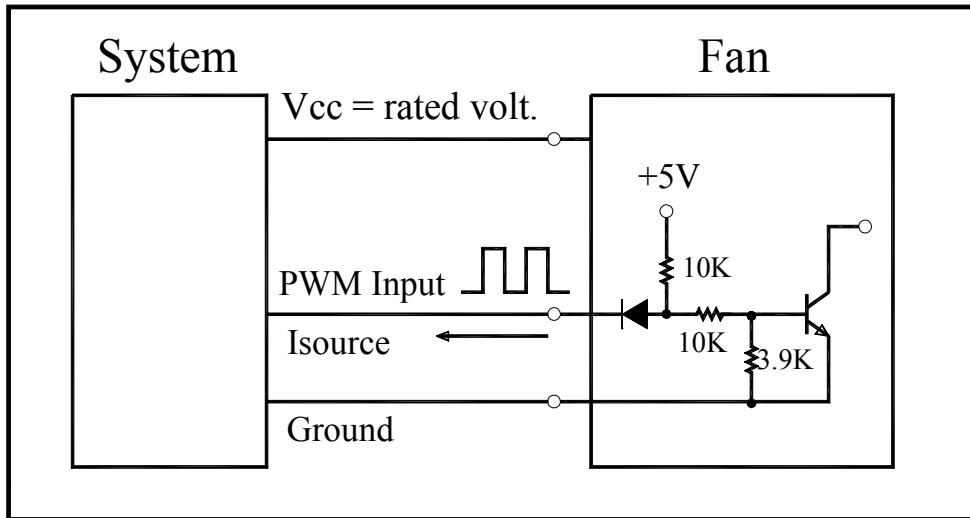 System
Fan
Vcc = rated volt.
+5V
10K
PWM Input
10K
3.9K
Isource
Ground